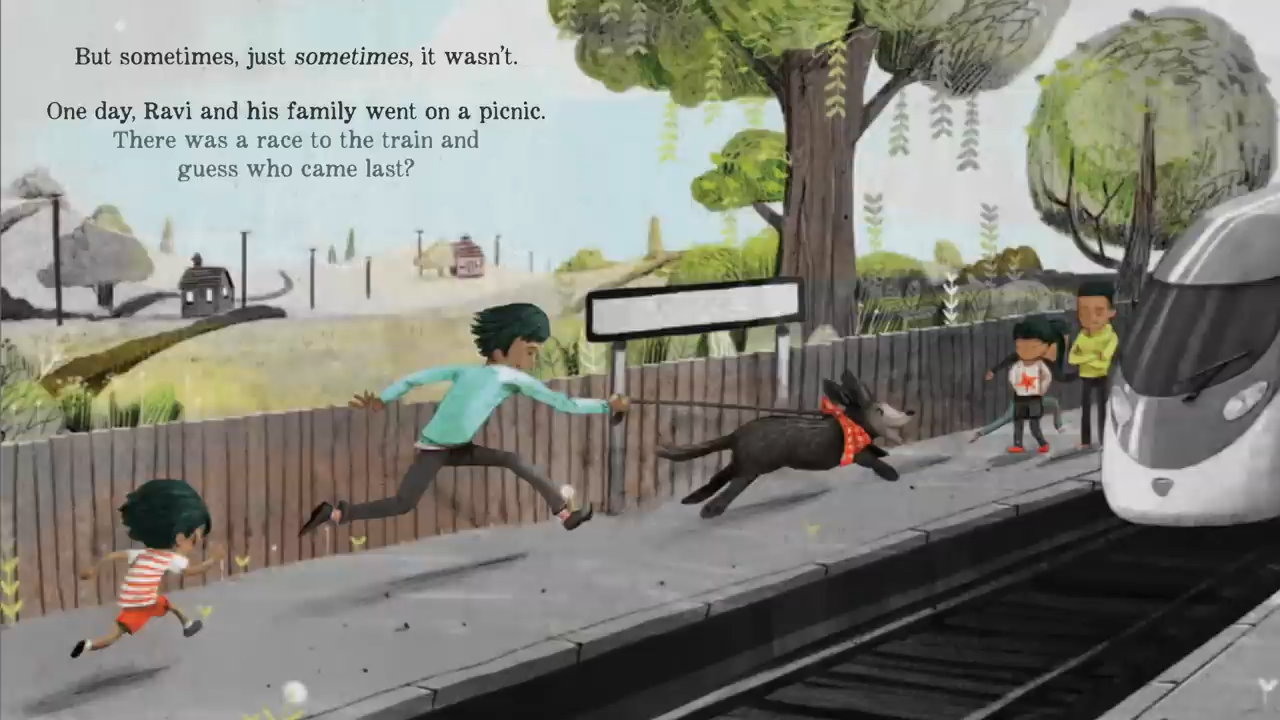 But sometimes, just sometimes, it wasn't.
One day, Ravi and his family went on a picnic.
There was a race to the train and
guess who came last?